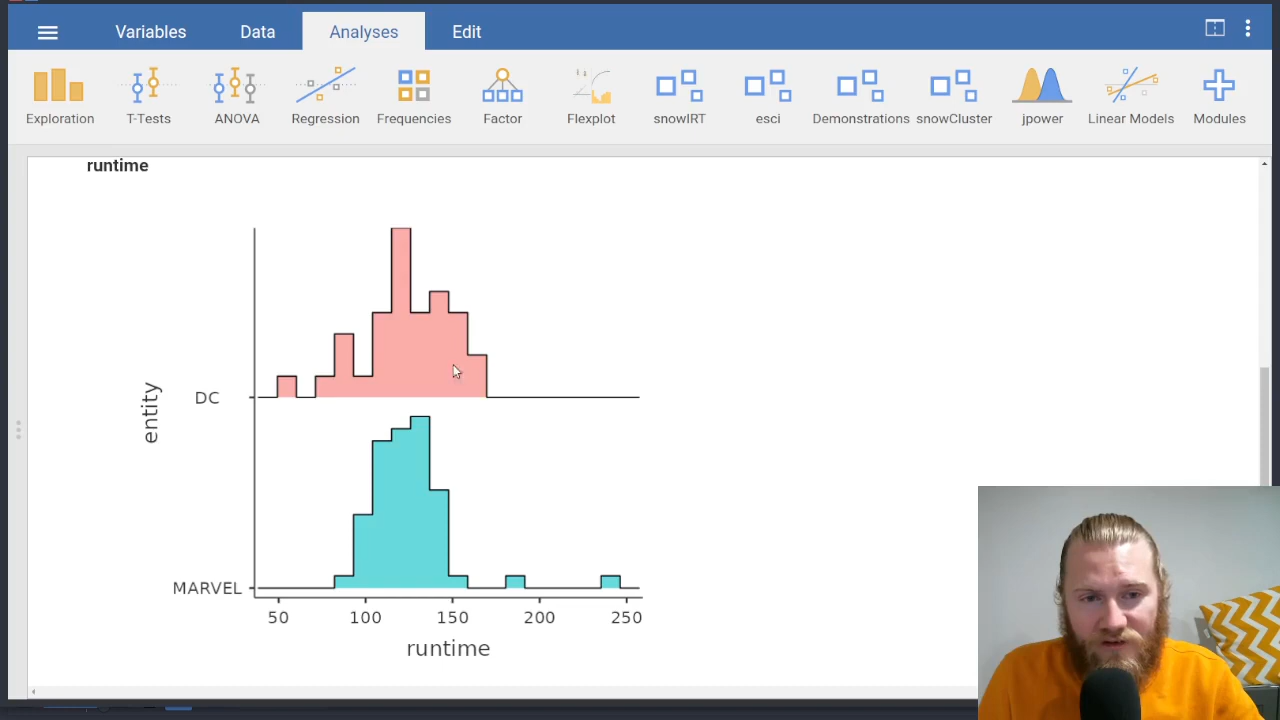 Variables Data Analyses Edit
Exploration T-Tests ANOVA Regression Frequencies Factor Flexplot snowIRT esci Demonstrations snowCluster jpower Linear Models Modules
runtime
entity
DC
MARVEL
50 100 150 200 250
runtime